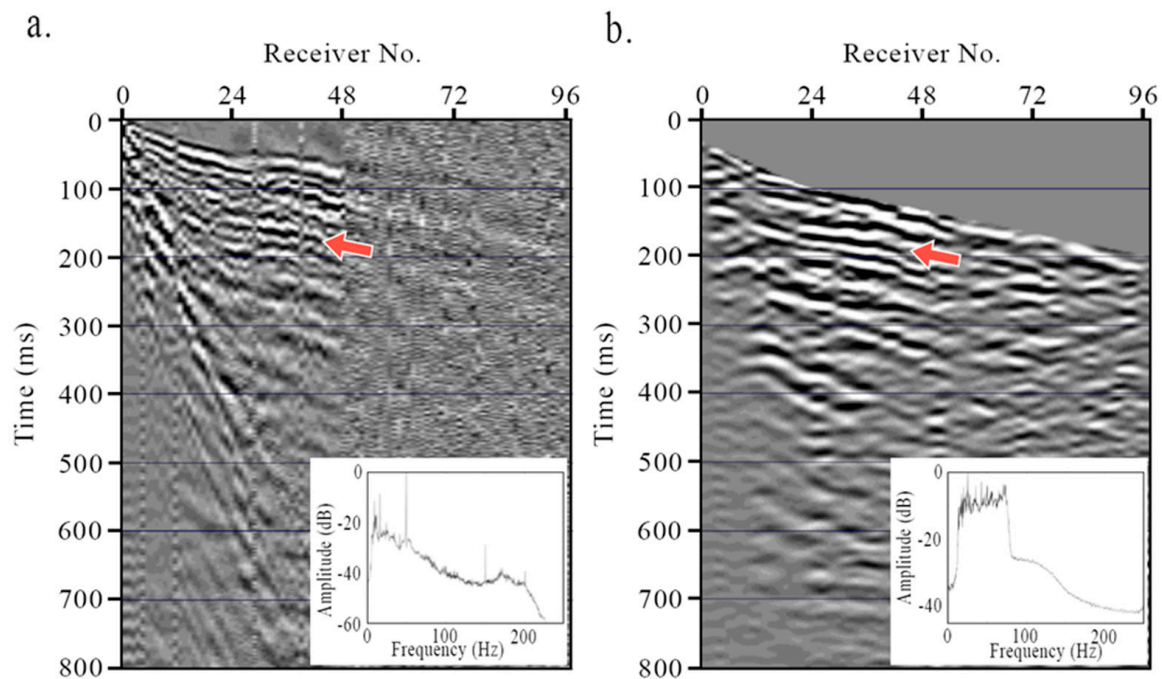 a.
Receiver No.
0 24 48 72 96
Time (ms)
0
100
200
300
400
500
600
700
800
Amplitude (dB)
0
-20
-40
-60
0 100 200
Frequency (Hz)
b.
Receiver No.
0 24 48 72 96
Time (ms)
0
100
200
300
400
500
600
700
800
Amplitude (dB)
0
-20
-40
0 100 200
Frequency (Hz)